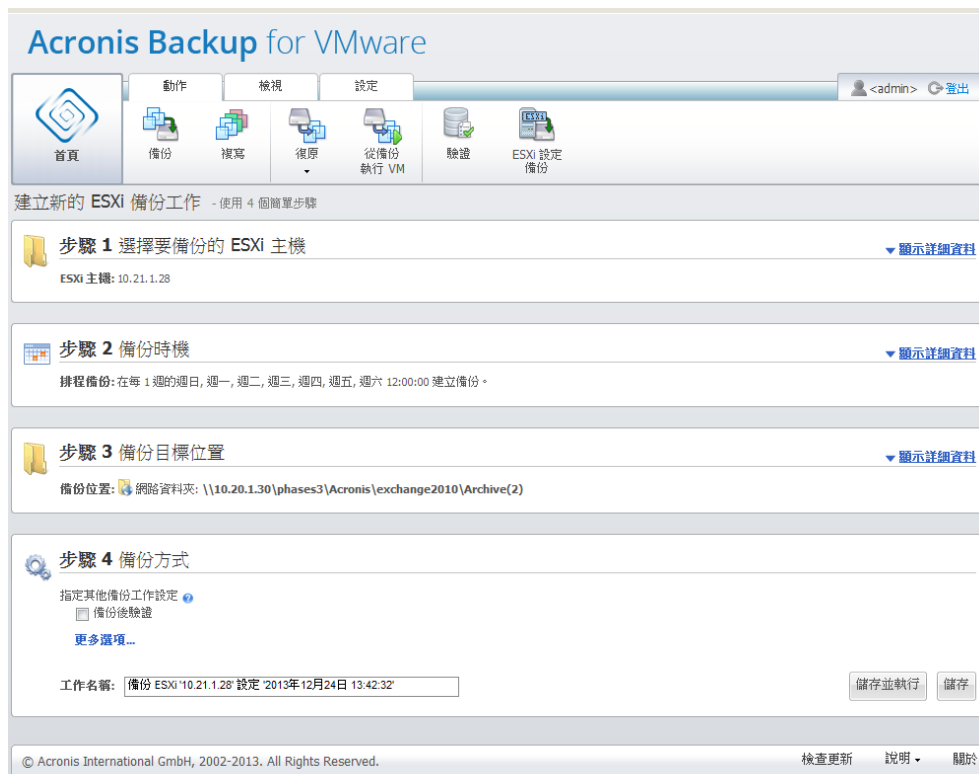 Acronis Backup for VMware
動作 檢視 設定
<admin> 登出
首頁
備份 複寫 復原 從備份 執行 VM 驗證 ESXi 設定 備份
建立新的 ESXi 備份工作 - 使用 4 個簡單步驟
步驟 1 選擇要備份的 ESXi 主機
顯示詳細資料
ESXi 主機: 10.21.1.28
步驟 2 備份時機
顯示詳細資料
排程備份: 在每 1 週的週日, 週一, 週二, 週三, 週四, 週五, 週六 12:00:00 建立備份。
步驟 3 備份目標位置
顯示詳細資料
備份位置: 網路資料夾: \\10.20.1.30\phases3\Acronis\exchange2010\Archive(2)
步驟 4 備份方式
指定其他備份工作設定
備份後驗證
更多選項...
工作名稱: 備份 ESXi '10.21.1.28' 設定 '2013年12月24日 13:42:32'
儲存並執行 儲存
© Acronis International GmbH, 2002-2013. All Rights Reserved.
檢查更新 說明 關於